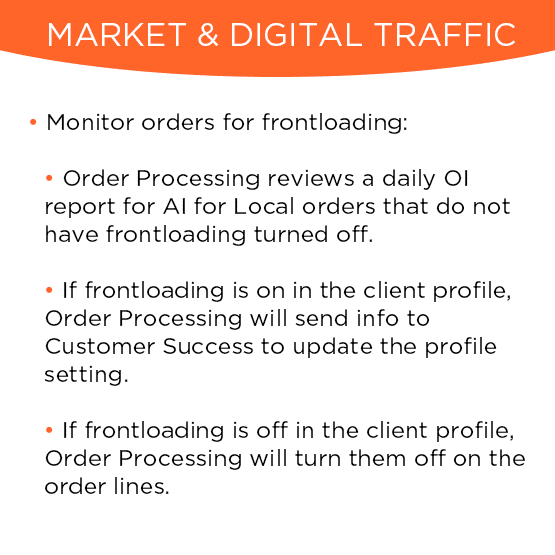 MARKET & DIGITAL TRAFFIC
• Monitor orders for frontloading:
• Order Processing reviews a daily OI
report for AI for Local orders that do not
have frontloading turned off.
• If frontloading is on in the client profile,
Order Processing will send info to
Customer Success to update the profile
setting.
• If frontloading is off in the client profile,
Order Processing will turn them off on the
order lines.